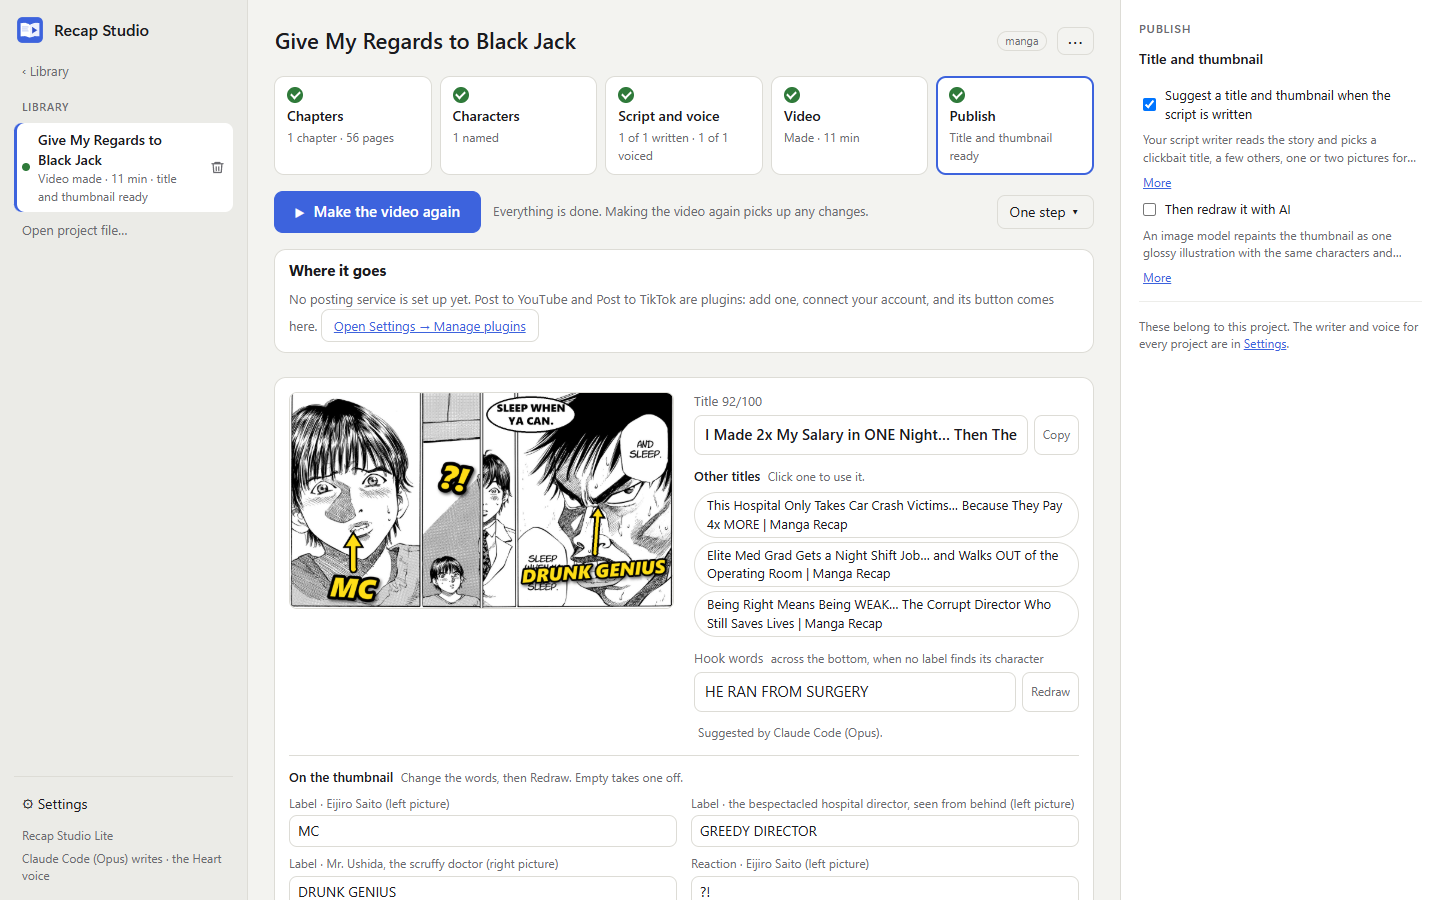 Recap Studio
‹ Library
LIBRARY
Give My Regards to
Black Jack
Video made · 11 min · title
and thumbnail ready
Open project file...
⚙ Settings
Recap Studio Lite
Claude Code (Opus) writes · the Heart
voice
Give My Regards to Black Jack
manga
...
Chapters
1 chapter · 56 pages
Characters
1 named
Script and voice
1 of 1 written · 1 of 1
voiced
Video
Made · 11 min
Publish
Title and thumbnail
ready
▶ Make the video again
Everything is done. Making the video again picks up any changes.
One step ▾
Where it goes
No posting service is set up yet. Post to YouTube and Post to TikTok are plugins: add one, connect your account, and its button comes
here. Open Settings → Manage plugins
SLEEP WHEN
YA CAN.
AND
SLEEP.
?!
SLEEP
SLEEP.
MC
DRUNK GENIUS
Title 92/100
I Made 2x My Salary in ONE Night... Then The
Copy
Other titles Click one to use it.
This Hospital Only Takes Car Crash Victims... Because They Pay
4x MORE | Manga Recap
Elite Med Grad Gets a Night Shift Job... and Walks OUT of the
Operating Room | Manga Recap
Being Right Means Being WEAK... The Corrupt Director Who
Still Saves Lives | Manga Recap
Hook words across the bottom, when no label finds its character
HE RAN FROM SURGERY
Redraw
Suggested by Claude Code (Opus).
On the thumbnail Change the words, then Redraw. Empty takes one off.
Label · Eijiro Saito (left picture)
MC
Label · the bespectacled hospital director, seen from behind (left picture)
GREEDY DIRECTOR
Label · Mr. Ushida, the scruffy doctor (right picture)
DRUNK GENIUS
Reaction · Eijiro Saito (left picture)
?!
PUBLISH
Title and thumbnail
Suggest a title and thumbnail when the
script is written
Your script writer reads the story and picks a
clickbait title, a few others, one or two pictures for...
More
Then redraw it with AI
An image model repaints the thumbnail as one
glossy illustration with the same characters and...
More
These belong to this project. The writer and voice for
every project are in Settings.